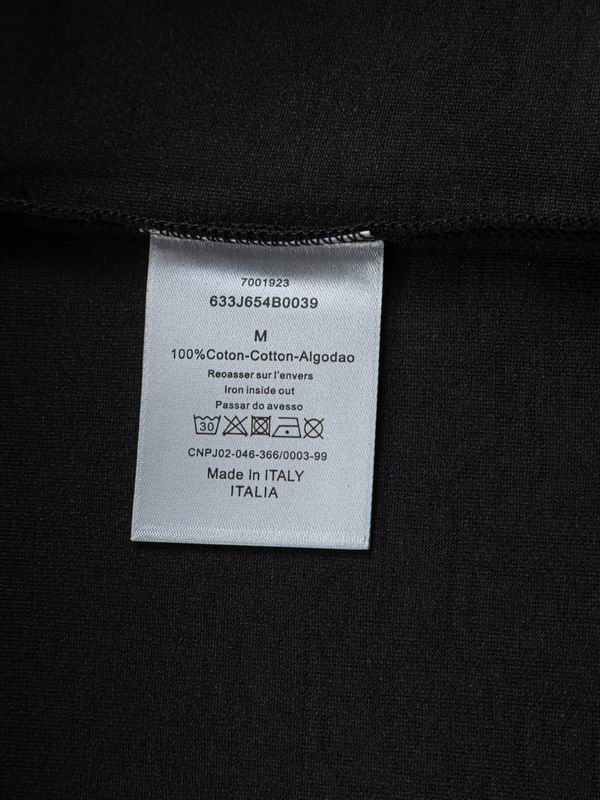 7001923
633J654B0039
M
100%Coton-Cotton-Algodao
Reoasser sur l'envers
Iron inside out
Passar do avesso
30
CNPJ02-046-366/0003-99
Made In ITALY
ITALIA